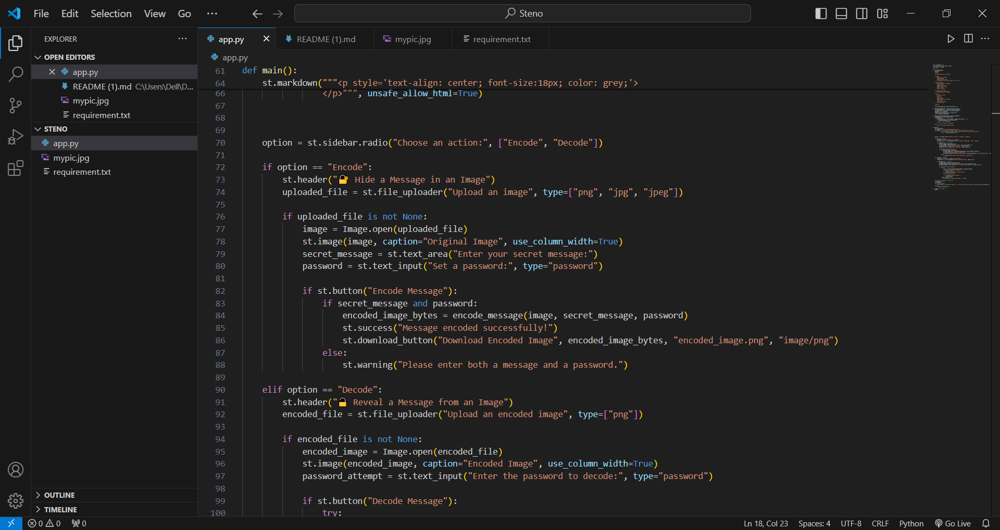 File Edit Selection View Go ···
Steno
EXPLORER ···
OPEN EDITORS
app.py
README (1).md C:\Users\Dell\D...
mypic.jpg
requirement.txt
STENO
app.py
mypic.jpg
requirement.txt
OUTLINE
TIMELINE
app.py README (1).md mypic.jpg requirement.txt
app.py
61 def main():
64 st.markdown("""<p style='text-align: center; font-size:18px; color: grey;'>
66 </p>""", unsafe_allow_html=True)
67
68
69
70 option = st.sidebar.radio("Choose an action:", ["Encode", "Decode"])
71
72 if option == "Encode":
73 st.header("🔐 Hide a Message in an Image")
74 uploaded_file = st.file_uploader("Upload an image", type=["png", "jpg", "jpeg"])
75
76 if uploaded_file is not None:
77 image = Image.open(uploaded_file)
78 st.image(image, caption="Original Image", use_column_width=True)
79 secret_message = st.text_area("Enter your secret message:")
80 password = st.text_input("Set a password:", type="password")
81
82 if st.button("Encode Message"):
83 if secret_message and password:
84 encoded_image_bytes = encode_message(image, secret_message, password)
85 st.success("Message encoded successfully!")
86 st.download_button("Download Encoded Image", encoded_image_bytes, "encoded_image.png", "image/png")
87 else:
88 st.warning("Please enter both a message and a password.")
89
90 elif option == "Decode":
91 st.header("🔓 Reveal a Message from an Image")
92 encoded_file = st.file_uploader("Upload an encoded image", type=["png"])
93
94 if encoded_file is not None:
95 encoded_image = Image.open(encoded_file)
96 st.image(encoded_image, caption="Encoded Image", use_column_width=True)
97 password_attempt = st.text_input("Enter the password to decode:", type="password")
98
99 if st.button("Decode Message"):
100 try:
0 0 0 Ln 18, Col 23 Spaces: 4 UTF-8 CRLF Python Go Live